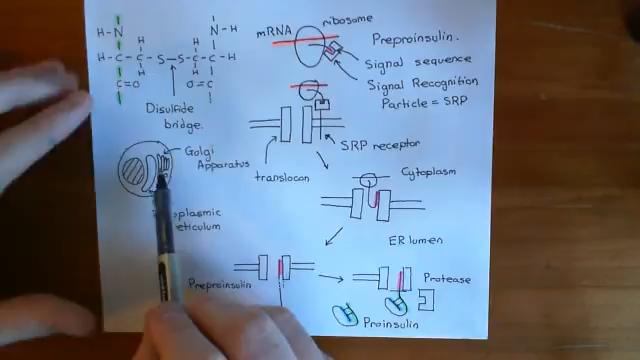 H-N
H
H-C-C-S-S-C-C-H
H
C=O
N-H
H
H
O=C
Disulfide
bridge.
Golgi
Apparatus
mRNA
ribosome
Preproinsulin.
Signal sequence
Signal Recognition
Particle = SRP
SRP receptor
translocon
Cytoplasm
ER lumen
Preproinsulin
Protease
Proinsulin